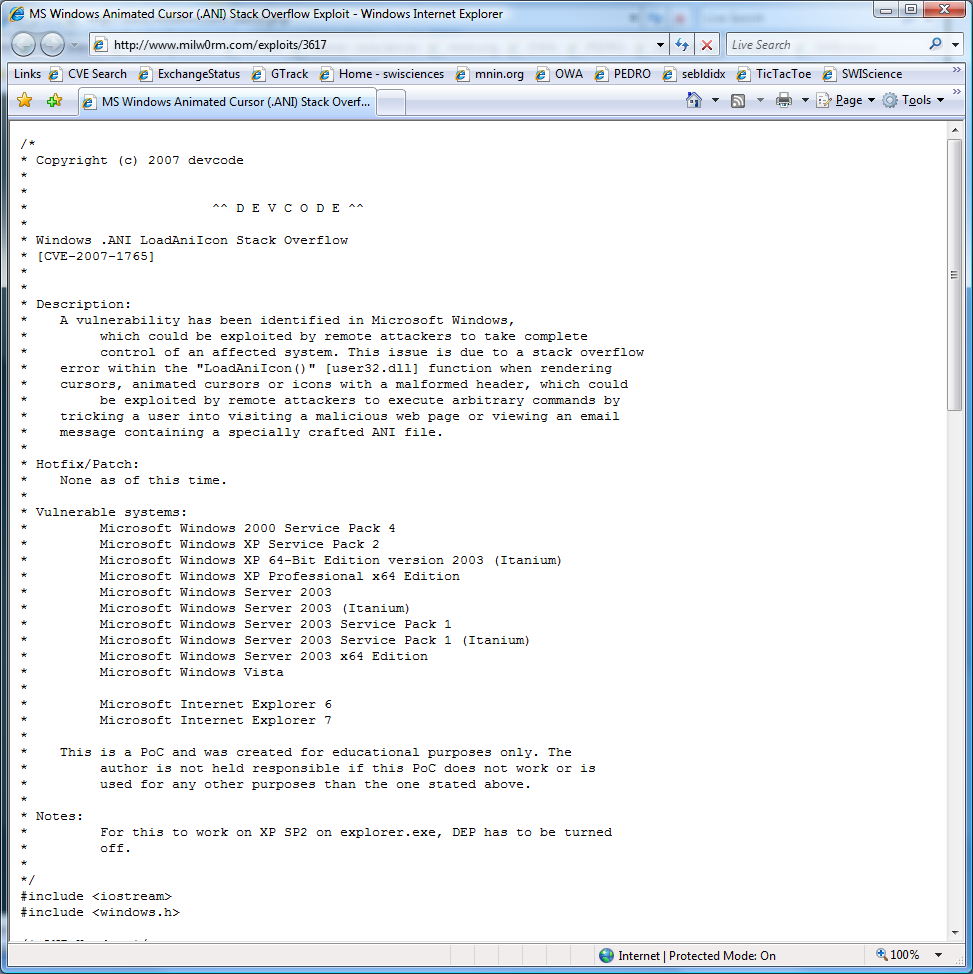 MS Windows Animated Cursor (.ANI) Stack Overflow Exploit - Windows Internet Explorer
http://www.milw0rm.com/exploits/3617
Live Search
Links CVE Search ExchangeStatus GTrack Home - swisciences mnin.org OWA PEDRO sebldidx TicTacToe SWIScience »
MS Windows Animated Cursor (.ANI) Stack Overf... Page Tools »
/*
* Copyright (c) 2007 devcode
*
*
* ^^ D E V C O D E ^^
*
* Windows .ANI LoadAniIcon Stack Overflow
* [CVE-2007-1765]
*
*
* Description:
* A vulnerability has been identified in Microsoft Windows,
* which could be exploited by remote attackers to take complete
* control of an affected system. This issue is due to a stack overflow
* error within the "LoadAniIcon()" [user32.dll] function when rendering
* cursors, animated cursors or icons with a malformed header, which could
* be exploited by remote attackers to execute arbitrary commands by
* tricking a user into visiting a malicious web page or viewing an email
* message containing a specially crafted ANI file.
*
* Hotfix/Patch:
* None as of this time.
*
* Vulnerable systems:
* Microsoft Windows 2000 Service Pack 4
* Microsoft Windows XP Service Pack 2
* Microsoft Windows XP 64-Bit Edition version 2003 (Itanium)
* Microsoft Windows XP Professional x64 Edition
* Microsoft Windows Server 2003
* Microsoft Windows Server 2003 (Itanium)
* Microsoft Windows Server 2003 Service Pack 1
* Microsoft Windows Server 2003 Service Pack 1 (Itanium)
* Microsoft Windows Server 2003 x64 Edition
* Microsoft Windows Vista
*
* Microsoft Internet Explorer 6
* Microsoft Internet Explorer 7
*
* This is a PoC and was created for educational purposes only. The
* author is not held responsible if this PoC does not work or is
* used for any other purposes than the one stated above.
*
* Notes:
* For this to work on XP SP2 on explorer.exe, DEP has to be turned
* off.
*
*/
#include <iostream>
#include <windows.h>
Internet | Protected Mode: On 100%